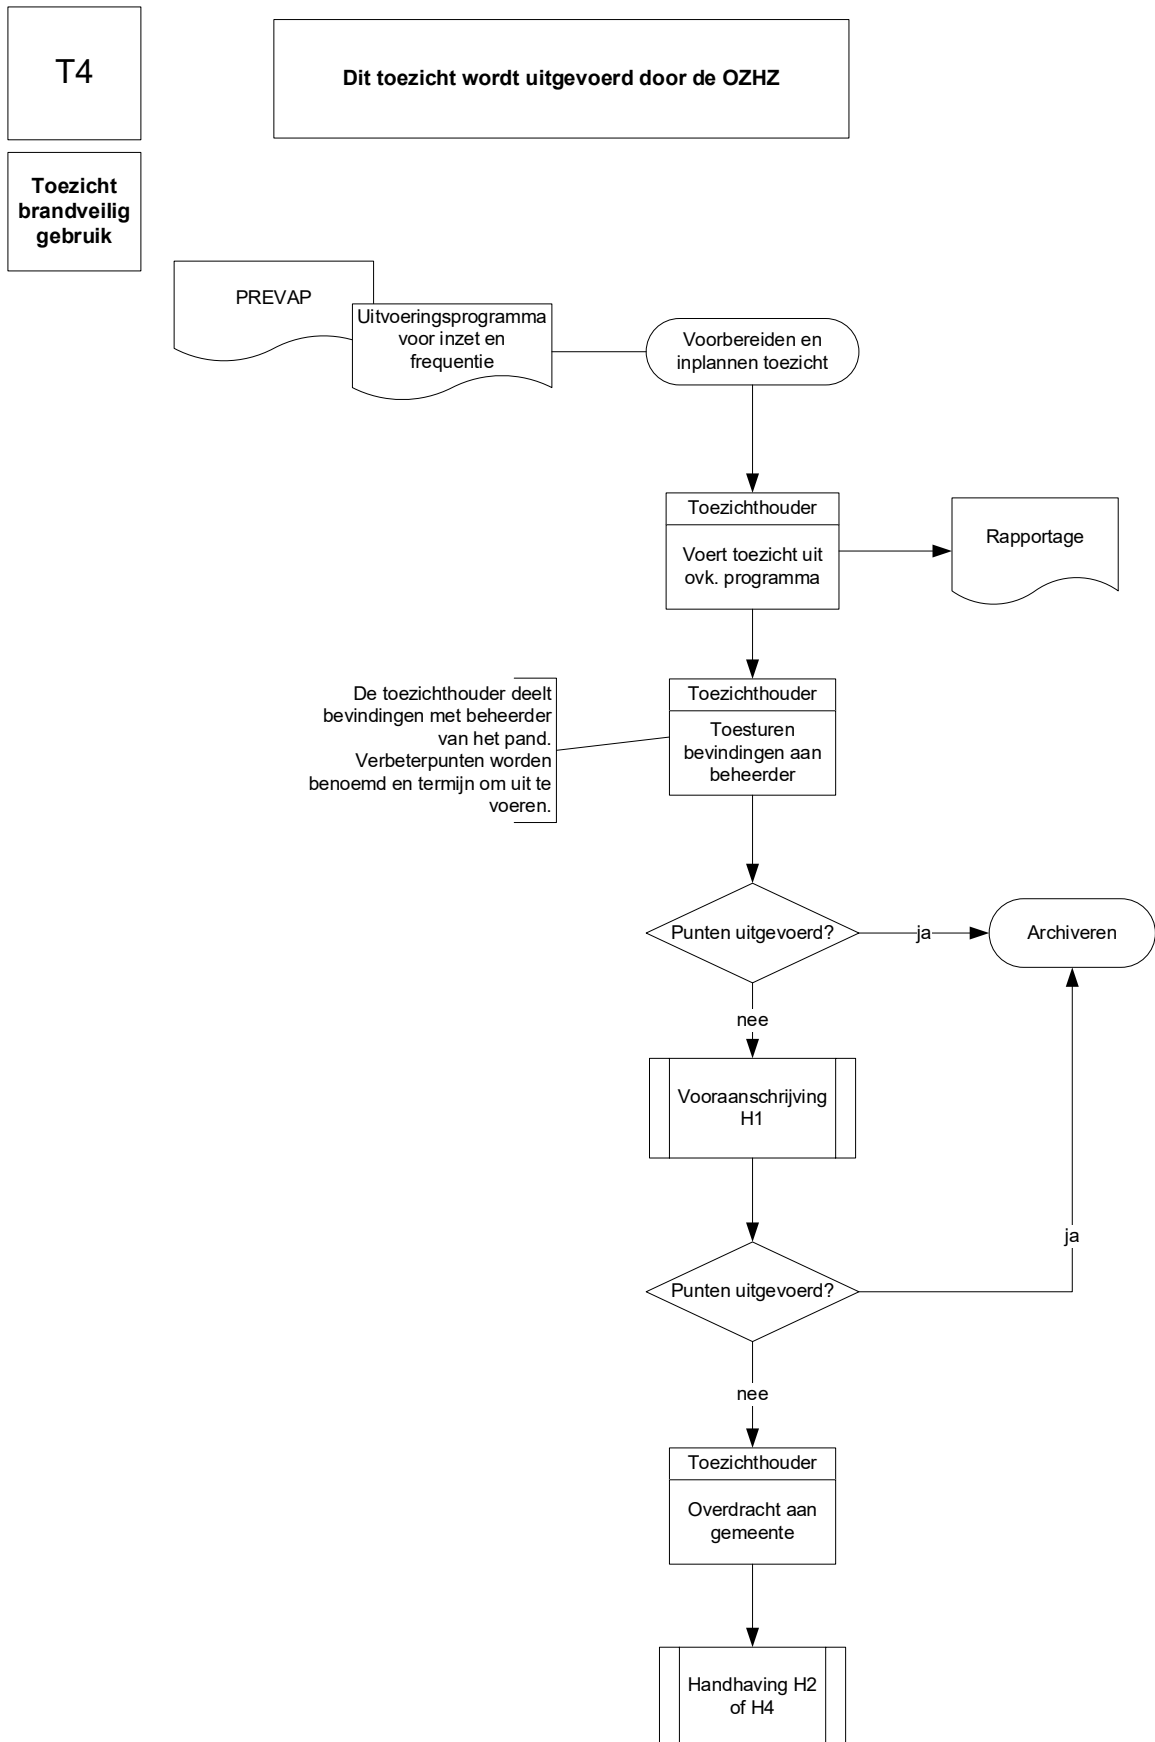 T4
Dit toezicht wordt uitgevoerd door de OZHZ
Toezicht
brandveilig
gebruik
PREVAP
Uitvoeringsprogramma
voor inzet en
frequentie
Voorbereiden en
inplannen toezicht
Toezichthouder
Voert toezicht uit
ovk. programma
Rapportage
De toezichthouder deelt
bevindingen met beheerder
van het pand.
Verbeterpunten worden
benoemd en termijn om uit te
voeren.
Toezichthouder
Toesturen
bevindingen aan
beheerder
Punten uitgevoerd?
ja
Archiveren
nee
Vooraanschrijving
H1
ja
Punten uitgevoerd?
nee
Toezichthouder
Overdracht aan
gemeente
Handhaving H2
of H4